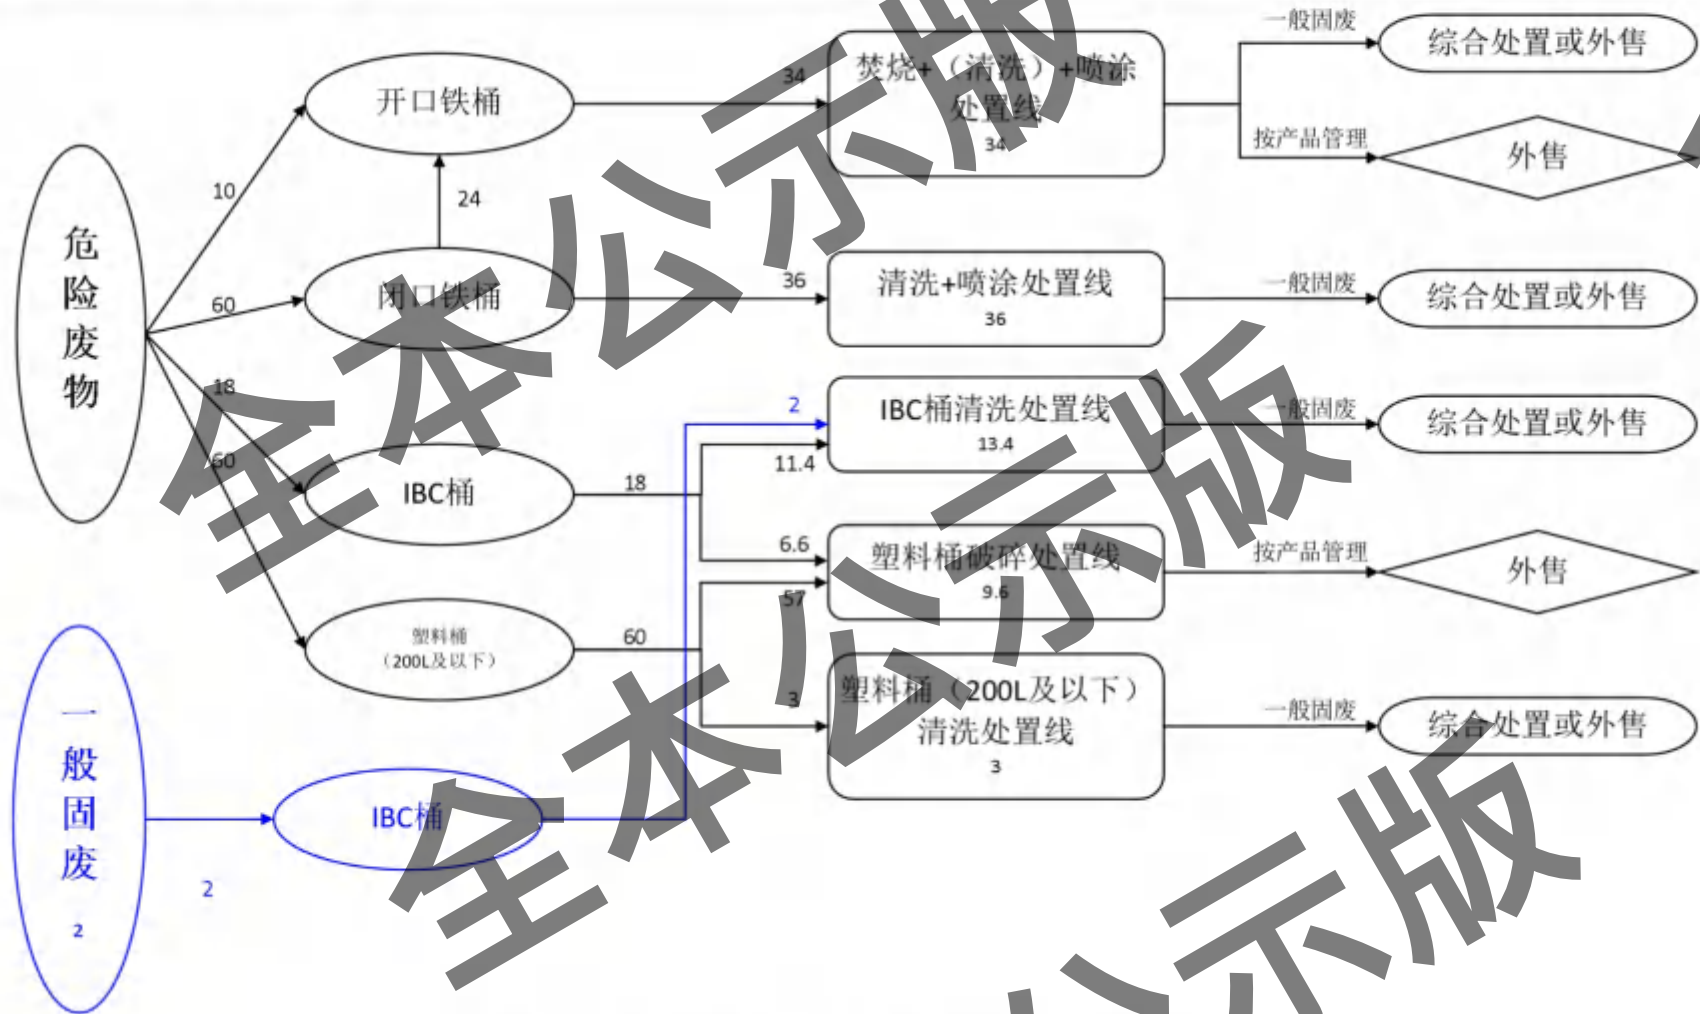 危险废物
10
60
18
60
开口铁桶
24
闭口铁桶
IBC桶
塑料桶
（200L及以下）
34
36
18
2
11.4
6.6
57
60
3
焚烧+（清洗）+喷涂
处置线
34
清洗+喷涂处置线
36
IBC桶清洗处置线
13.4
塑料桶破碎处置线
9.6
塑料桶（200L及以下）
清洗处置线
3
一般固废
综合处置或外售
按产品管理
外售
一般固废
综合处置或外售
一般固废
综合处置或外售
按产品管理
外售
一般固废
综合处置或外售
一般固废
2
2
IBC桶
全本公示版
全本公示版
公示版